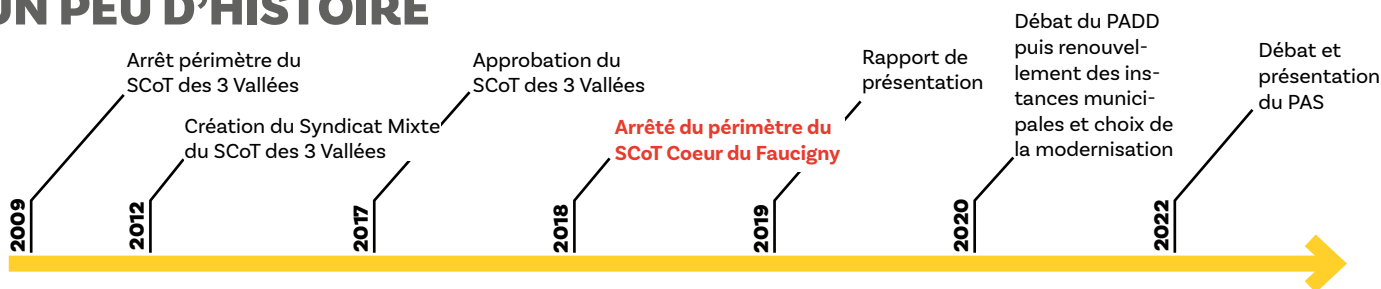 UN PEU D'HISTOIRE
Arrêt périmètre du
SCoT des 3 Vallées
Création du Syndicat Mixte
du SCoT des 3 Vallées
Approbation du
SCoT des 3 Vallées
Arrêté du périmètre du
SCoT Coeur du Faucigny
Rapport de
présentation
Débat du PADD
puis renouvel-
lement des ins-
tances munici-
pales et choix de
la modernisation
Débat et
présentation
du PAS
2009
2012
2017
2018
2019
2020
2022